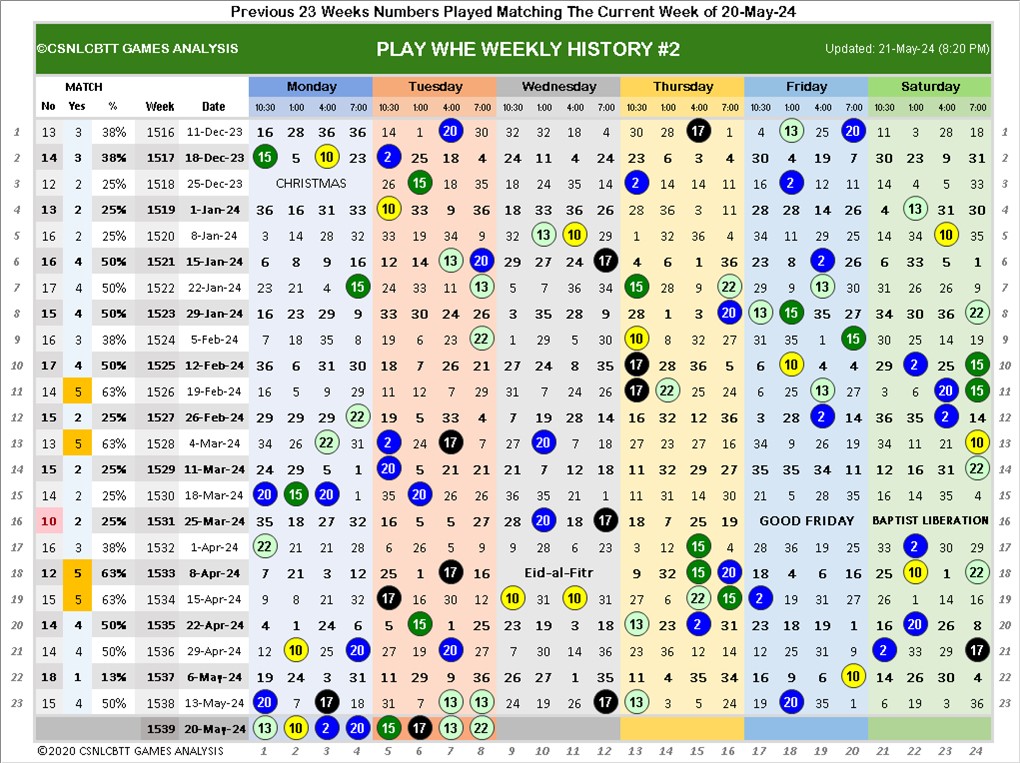 Previous 23 Weeks Numbers Played Matching The Current Week of 20-May-24
©CSNLCBTT GAMES ANALYSIS PLAY WHE WEEKLY HISTORY #2 Updated: 21-May-24 (8:20 PM)
MATCH Monday Tuesday Wednesday Thursday Friday Saturday
No Yes % Week Date 10:30 1:00 4:00 7:00 10:30 1:00 4:00 7:00 10:30 1:00 4:00 7:00 10:30 1:00 4:00 7:00 10:30 1:00 4:00 7:00 10:30 1:00 4:00 7:00
1 13 3 38% 1516 11-Dec-23 16 28 36 36 14 1 20 30 32 32 18 4 30 28 17 1 4 13 25 20 11 3 28 18 1
2 14 3 38% 1517 18-Dec-23 15 5 10 23 2 25 18 4 24 11 4 24 23 6 3 4 30 4 19 7 30 23 9 31 2
3 12 2 25% 1518 25-Dec-23 CHRISTMAS 26 15 18 35 18 24 35 14 2 14 14 11 16 2 12 11 14 4 5 33 3
4 13 2 25% 1519 1-Jan-24 36 16 31 33 10 33 9 36 18 33 36 26 28 36 3 11 28 28 14 26 4 13 31 30 4
5 16 2 25% 1520 8-Jan-24 3 14 28 32 33 19 34 9 32 13 10 29 1 32 36 4 34 11 29 25 14 34 10 35 5
6 16 4 50% 1521 15-Jan-24 6 8 9 16 12 14 13 20 29 27 24 17 4 6 1 36 23 8 2 26 6 33 5 1 6
7 17 4 50% 1522 22-Jan-24 23 21 4 15 24 33 11 13 5 7 36 34 15 7 9 22 29 9 13 30 31 26 26 9 7
8 15 4 50% 1523 29-Jan-24 16 23 29 9 33 30 24 26 3 35 28 9 28 1 3 20 13 15 35 27 34 30 36 22 8
9 16 3 38% 1524 5-Feb-24 7 18 35 8 19 6 23 22 1 29 5 30 10 8 32 27 31 35 1 15 30 25 14 19 9
10 17 4 50% 1525 12-Feb-24 36 6 31 30 18 7 26 21 27 24 8 35 17 28 36 5 6 10 4 4 29 2 25 15 10
11 14 5 63% 1526 19-Feb-24 16 5 9 29 11 12 7 29 31 9 24 26 17 22 25 24 6 25 13 27 3 6 20 15 11
12 15 2 25% 1527 26-Feb-24 29 29 29 22 19 5 33 4 7 19 28 14 16 32 12 36 3 28 2 14 36 35 2 14 12
13 13 5 63% 1528 4-Mar-24 34 26 22 31 2 24 17 7 27 20 7 18 27 23 27 16 34 9 26 19 34 11 21 10 13
14 15 2 25% 1529 11-Mar-24 24 29 5 1 20 5 21 21 21 7 12 18 11 32 29 27 35 35 34 11 12 16 31 22 14
15 14 2 25% 1530 18-Mar-24 20 15 20 1 35 20 26 26 36 35 21 1 11 31 14 30 21 5 28 35 16 14 35 4 15
16 10 2 25% 1531 25-Mar-24 35 18 27 32 16 5 5 27 28 20 18 17 18 7 25 19 GOOD FRIDAY BAPTIST LIBERATION 16
17 16 3 38% 1532 1-Apr-24 22 21 21 28 6 26 5 9 9 28 6 23 3 12 15 4 28 36 19 25 33 2 30 29 17
18 12 5 63% 1533 8-Apr-24 7 21 3 12 25 1 17 16 Eid-al-Fitr 9 32 15 20 18 4 6 16 25 10 1 22 18
19 15 5 63% 1534 15-Apr-24 9 8 21 32 17 16 30 12 10 31 10 31 27 6 22 15 2 19 31 27 26 1 14 16 19
20 14 4 50% 1535 22-Apr-24 4 1 24 6 5 15 1 25 23 19 3 18 13 23 2 31 23 18 19 1 16 20 26 8 20
21 14 4 50% 1536 29-Apr-24 12 10 25 20 27 19 20 27 7 30 14 36 23 36 12 14 12 25 31 9 2 33 29 17 21
22 18 1 13% 1537 6-May-24 19 24 3 31 11 29 9 36 26 27 1 35 11 4 35 34 16 9 6 10 14 26 30 4 22
23 15 4 50% 1538 13-May-24 20 7 17 18 31 7 13 13 24 19 26 17 13 3 5 24 19 20 35 1 6 19 3 36 23
1539 20-May-24 13 10 2 20 15 17 13 22
©2020 CSNLCBTT GAMES ANALYSIS 1 2 3 4 5 6 7 8 9 10 11 12 13 14 15 16 17 18 19 20 21 22 23 24